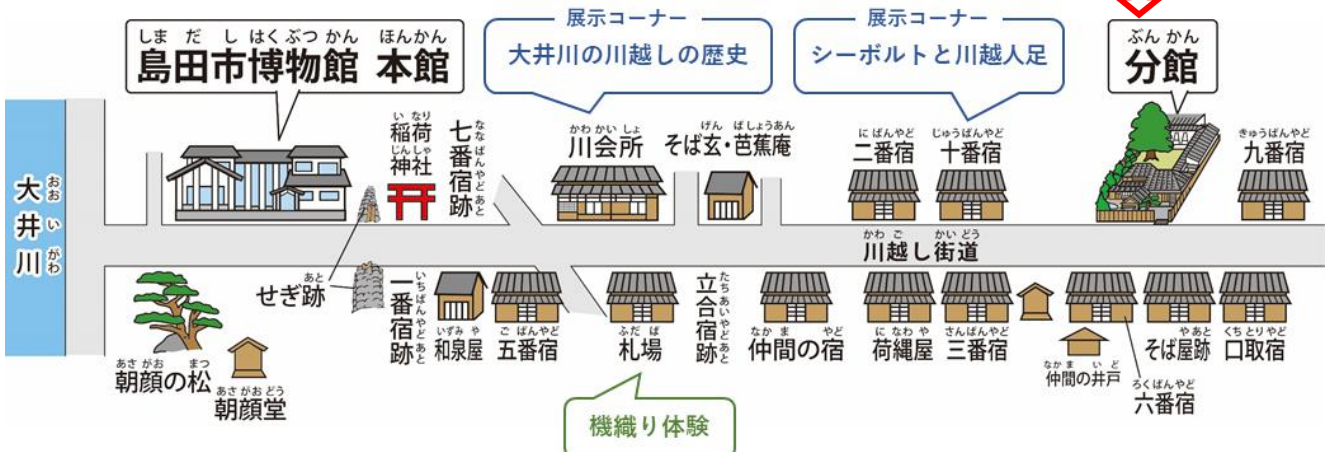 展示コーナー
大井川の川越しの歴史
展示コーナー
シーボルトと川越人足
しまだしはくぶつかん ほんかん
島田市博物館 本館
ぶんかん
分館
いなり
稲荷
じんしゃ
神社
ななばんやどあと
七番宿跡
かわかいしょ
川会所
げん ばしょうあん
そば玄・芭蕉庵
にばんやど
二番宿
じゅうばんやど
十番宿
きゅうばんやど
九番宿
おおいがわ
大井川
かわご かいどう
川越し街道
あと
せぎ跡
いちばんやどあと
一番宿跡
いずみや
和泉屋
ごばんやど
五番宿
ふだば
札場
たちあいやどあと
立合宿跡
なかま やど
仲間の宿
になわや
荷縄屋
さんばんやど
三番宿
なかま いど
仲間の井戸
ろくばんやど
六番宿
やあと
そば屋跡
くちとりやど
口取宿
あさがお まつ
朝顔の松
あさがおどう
朝顔堂
機織り体験